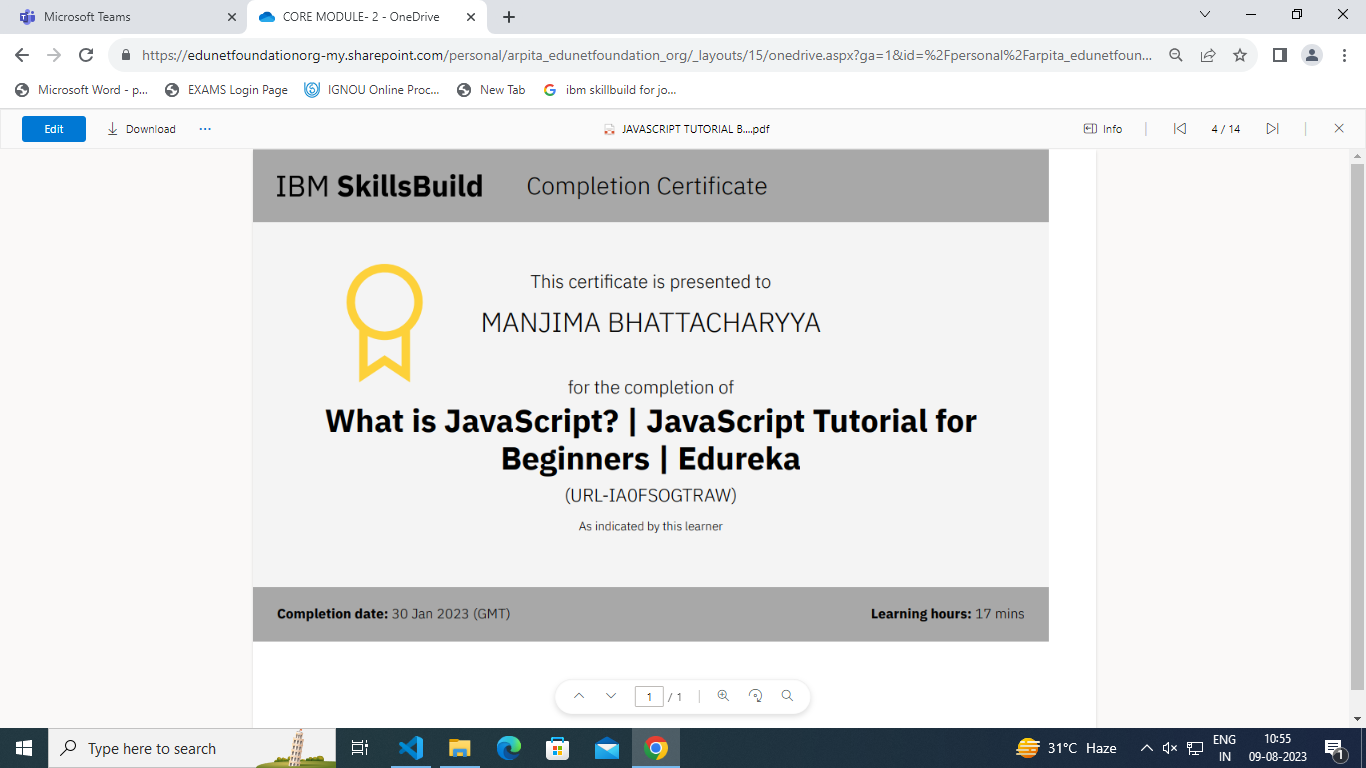 Microsoft Teams
CORE MODULE- 2 - OneDrive
https://edunetfoundationorg-my.sharepoint.com/personal/arpita_edunetfoundation_org/_layouts/15/onedrive.aspx?ga=1&id=%2Fpersonal%2Farpita_edunetfoun...
Microsoft Word - p...
EXAMS Login Page
IGNOU Online Proc...
New Tab
ibm skillbuild for jo...
Edit
Download
JAVASCRIPT TUTORIAL B....pdf
Info
4 / 14
IBM SkillsBuild
Completion Certificate
This certificate is presented to
MANJIMA BHATTACHARYYA
for the completion of
What is JavaScript? | JavaScript Tutorial for
Beginners | Edureka
(URL-IA0FSOGTRAW)
As indicated by this learner
Completion date: 30 Jan 2023 (GMT)
Learning hours: 17 mins
1 / 1
Type here to search
31°C Haze
ENG
IN
10:55
09-08-2023
1